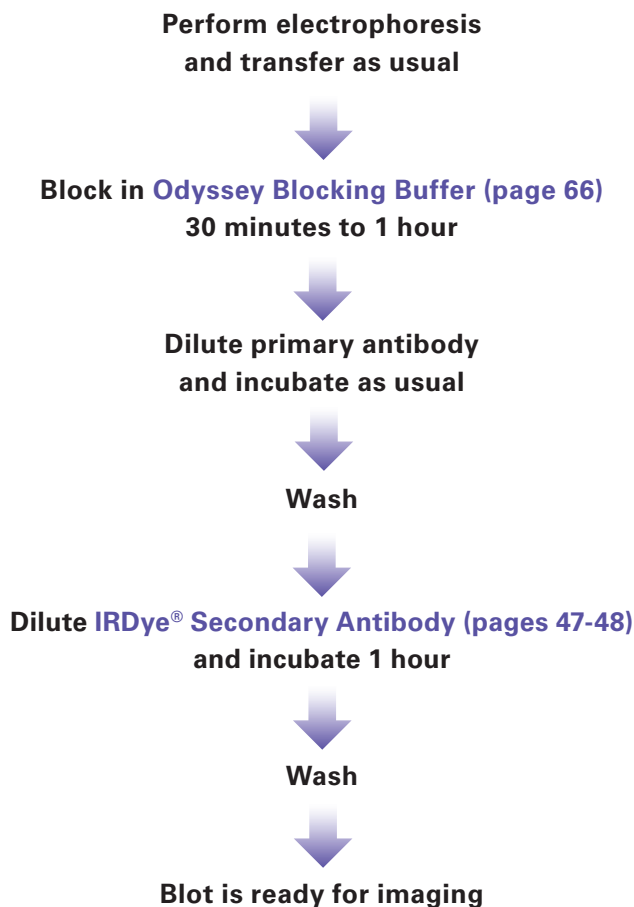 Perform electrophoresis
and transfer as usual
Block in Odyssey Blocking Buffer (page 66)
30 minutes to 1 hour
Dilute primary antibody
and incubate as usual
Wash
Dilute IRDye® Secondary Antibody (pages 47-48)
and incubate 1 hour
Wash
Blot is ready for imaging